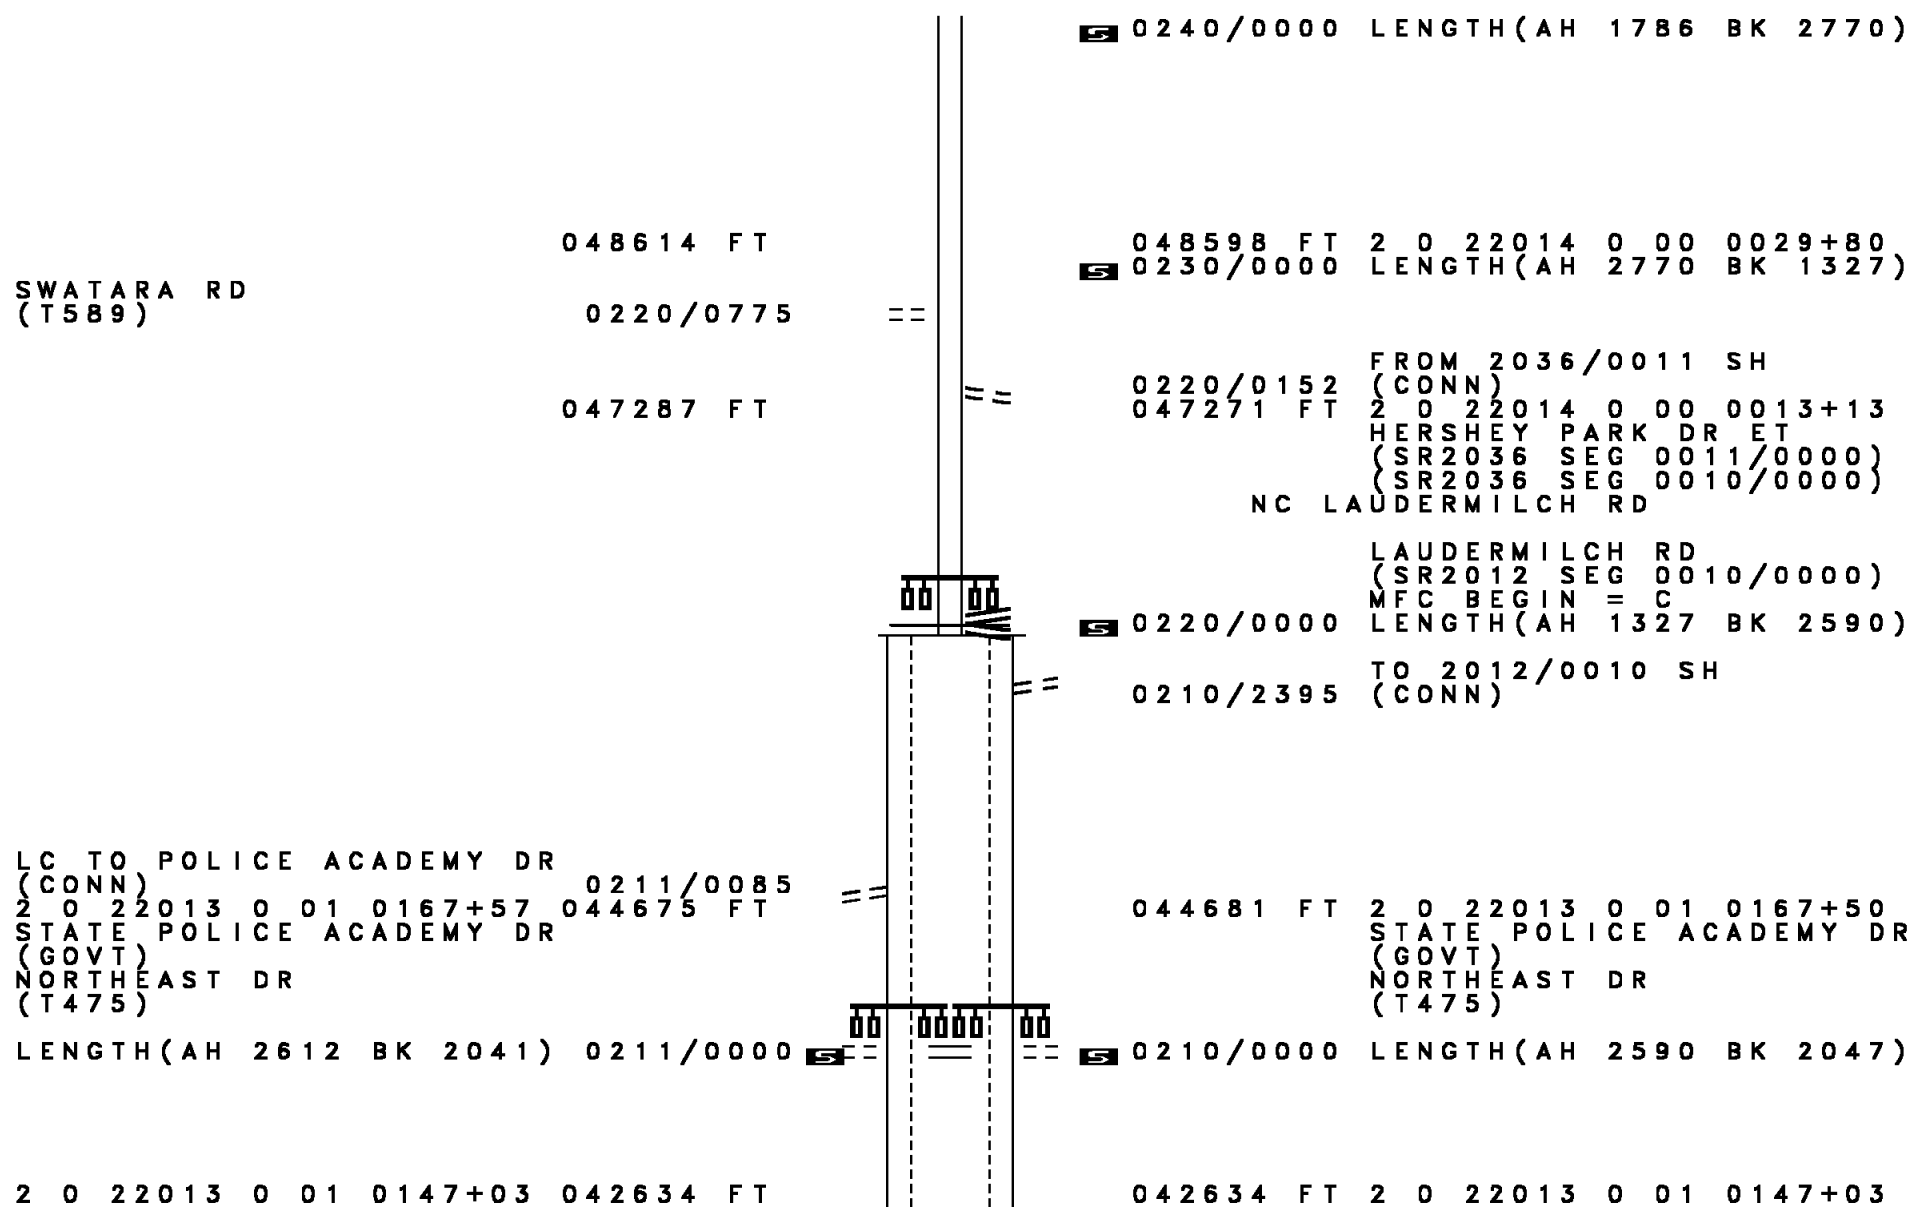 S 0240/0000 LENGTH(AH 1786 BK 2770)
048614 FT 048598 FT 2 0 22014 0 00 0029+80
S 0230/0000 LENGTH(AH 2770 BK 1327)
SWATARA RD
(T589) 0220/0775
FROM 2036/0011 SH
0220/0152 (CONN)
047287 FT 047271 FT 2 0 22014 0 00 0013+13
HERSHEY PARK DR ET
(SR2036 SEG 0011/0000)
(SR2036 SEG 0010/0000)
NC LAUDERMILCH RD
LAUDERMILCH RD
(SR2012 SEG 0010/0000)
MFC BEGIN = C
S 0220/0000 LENGTH(AH 1327 BK 2590)
TO 2012/0010 SH
0210/2395 (CONN)
LC TO POLICE ACADEMY DR
(CONN) 0211/0085
2 0 22013 0 01 0167+57 044675 FT 044681 FT 2 0 22013 0 01 0167+50
STATE POLICE ACADEMY DR STATE POLICE ACADEMY DR
(GOVT) (GOVT)
NORTHEAST DR NORTHEAST DR
(T475) (T475)
LENGTH(AH 2612 BK 2041) 0211/0000 S S 0210/0000 LENGTH(AH 2590 BK 2047)
2 0 22013 0 01 0147+03 042634 FT 042634 FT 2 0 22013 0 01 0147+03